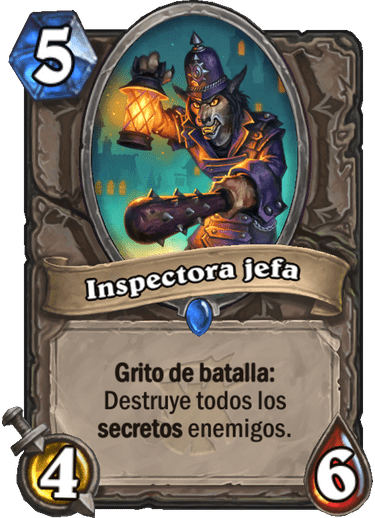 5
Inspectora jefa
Grito de batalla:
Destruye todos los
secretos enemigos.
4
6